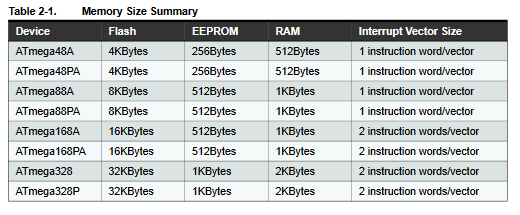 Table 2-1. Memory Size Summary
Device Flash EEPROM RAM Interrupt Vector Size
ATmega48A 4KBytes 256Bytes 512Bytes 1 instruction word/vector
ATmega48PA 4KBytes 256Bytes 512Bytes 1 instruction word/vector
ATmega88A 8KBytes 512Bytes 1KBytes 1 instruction word/vector
ATmega88PA 8KBytes 512Bytes 1KBytes 1 instruction word/vector
ATmega168A 16KBytes 512Bytes 1KBytes 2 instruction words/vector
ATmega168PA 16KBytes 512Bytes 1KBytes 2 instruction words/vector
ATmega328 32KBytes 1KBytes 2KBytes 2 instruction words/vector
ATmega328P 32KBytes 1KBytes 2KBytes 2 instruction words/vector